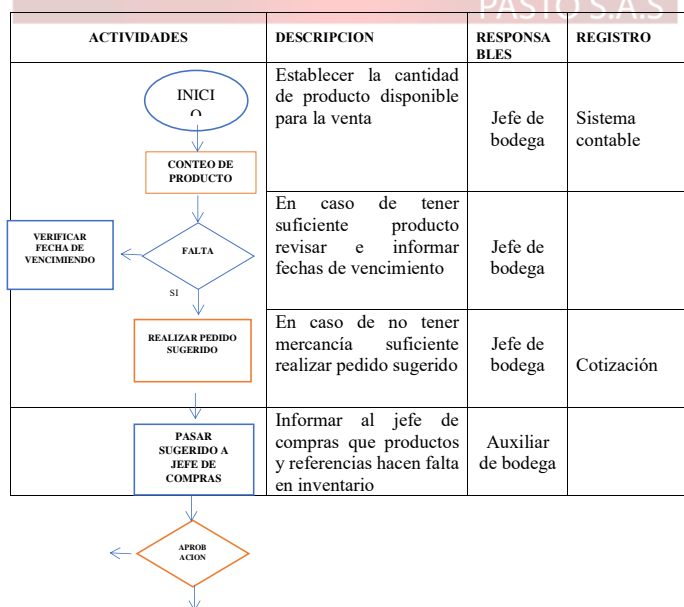 PASTO S.A.S
ACTIVIDADES
DESCRIPCION
RESPONSA
BLES
REGISTRO
INICI
O
CONTEO DE
PRODUCTO
Establecer la cantidad
de producto disponible
para la venta
Jefe de
bodega
Sistema
contable
VERIFICAR
FECHA DE
VENCIMIENDO
FALTA
SI
En caso de tener
suficiente producto
revisar e informar
fechas de vencimiento
Jefe de
bodega
REALIZAR PEDIDO
SUGERIDO
En caso de no tener
mercancía suficiente
realizar pedido sugerido
Jefe de
bodega
Cotización
PASAR
SUGERIDO A
JEFE DE
COMPRAS
Informar al jefe de
compras que productos
y referencias hacen falta
en inventario
Auxiliar
de bodega
APROB
ACION